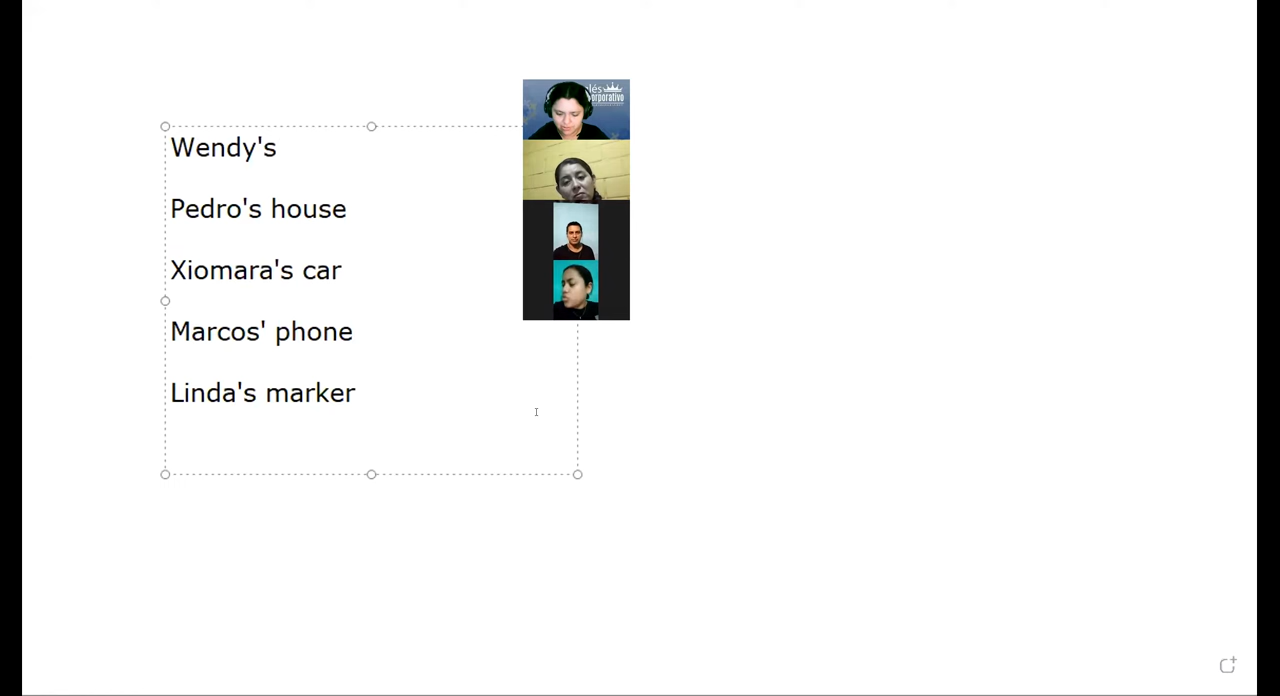 Wendy's
Pedro's house
Xiomara's car
Marcos' phone
Linda's marker